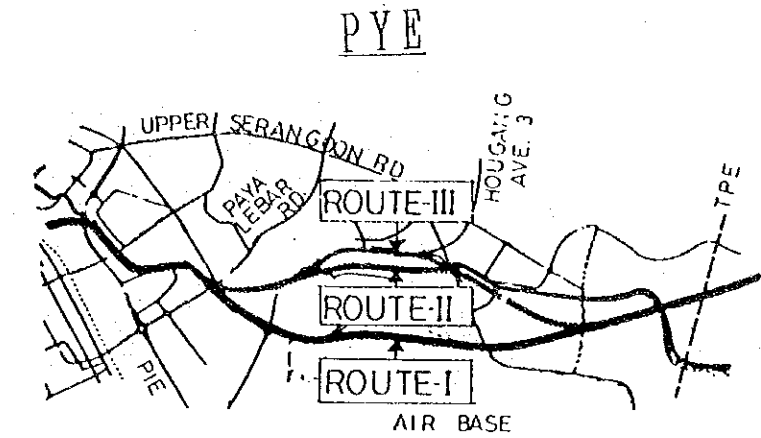 PYE
UPPER SERANGOON RD
PAYA
LEBAR
RD.
HOUGANG
AVE. 3
TPE
ROUTE-III
ROUTE-II
PIE
ROUTE-I
AIR BASE